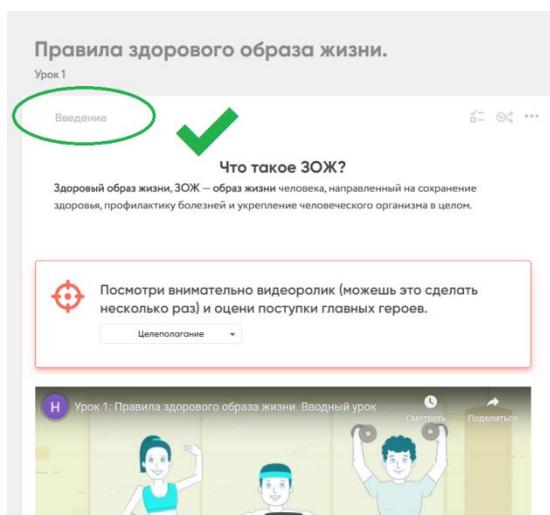 Правила здорового образа жизни.
Урок 1
Введение
Что такое ЗОЖ?
Здоровый образ жизни, ЗОЖ — образ жизни человека, направленный на сохранение
здоровья, профилактику болезней и укрепление человеческого организма в целом.
Посмотри внимательно видеоролик (можешь это сделать
несколько раз) и оцени поступки главных героев.
Целеполагание
Н Урок 1: Правила здорового образа жизни. Вводный урок
Смотреть... Поделиться